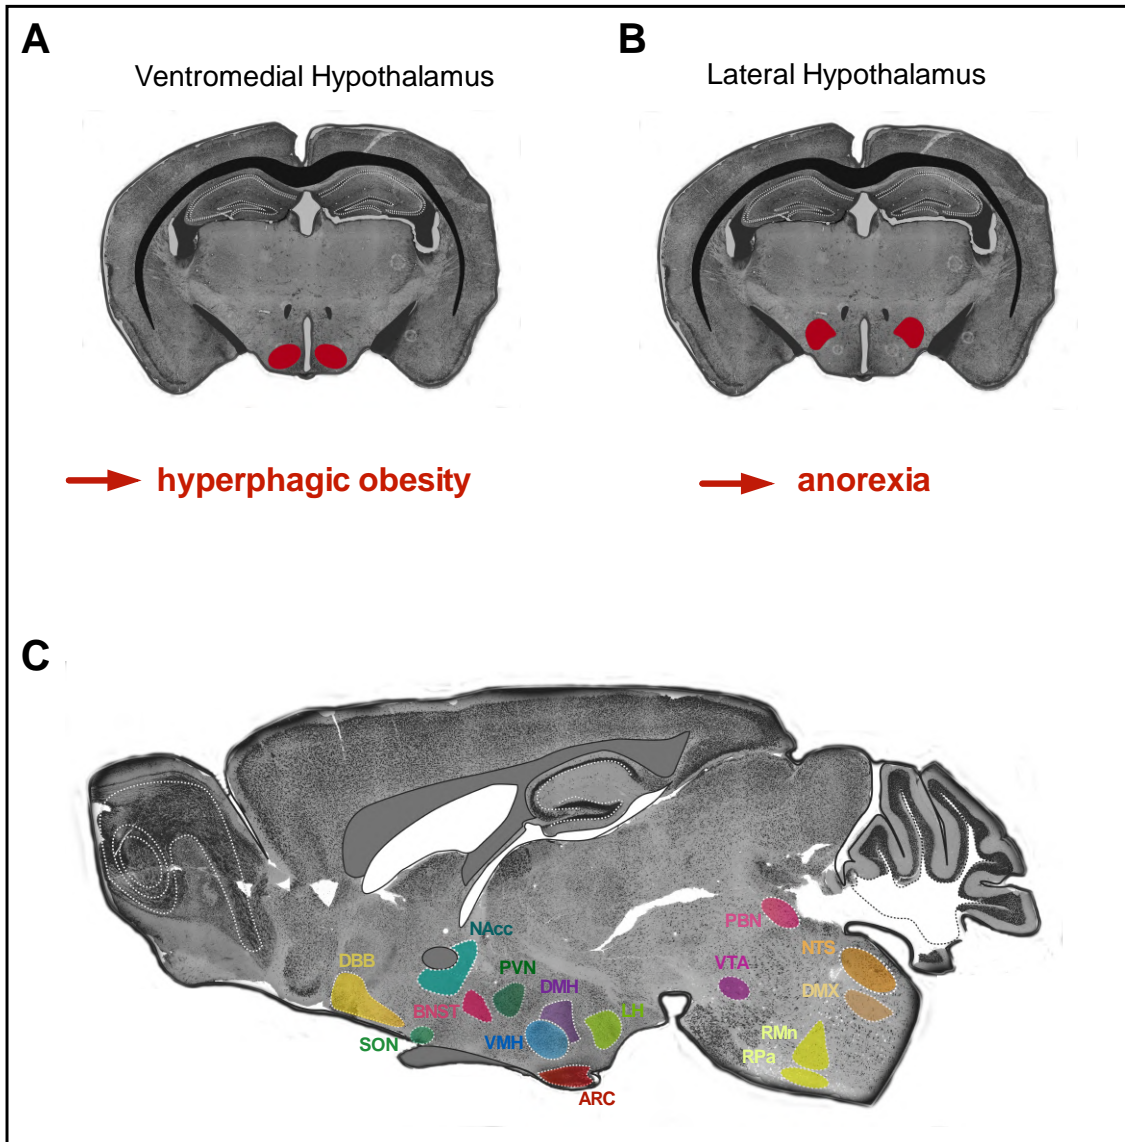 A
Ventromedial Hypothalamus
hyperphagic obesity
B
Lateral Hypothalamus
anorexia
C
NAcc
DBB
PVN
DMH
BNST
LH
SON
VMH
ARC
PBN
VTA
NTS
DMX
RMn
RPa